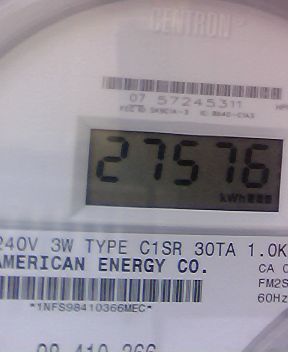 CENTRON
07 57245311
27576
kWh
240V 3W TYPE C1SR 30TA 1.0K
AMERICAN ENERGY CO.
CA 0
FM2S
60Hz
*1NFS98410366MEC*